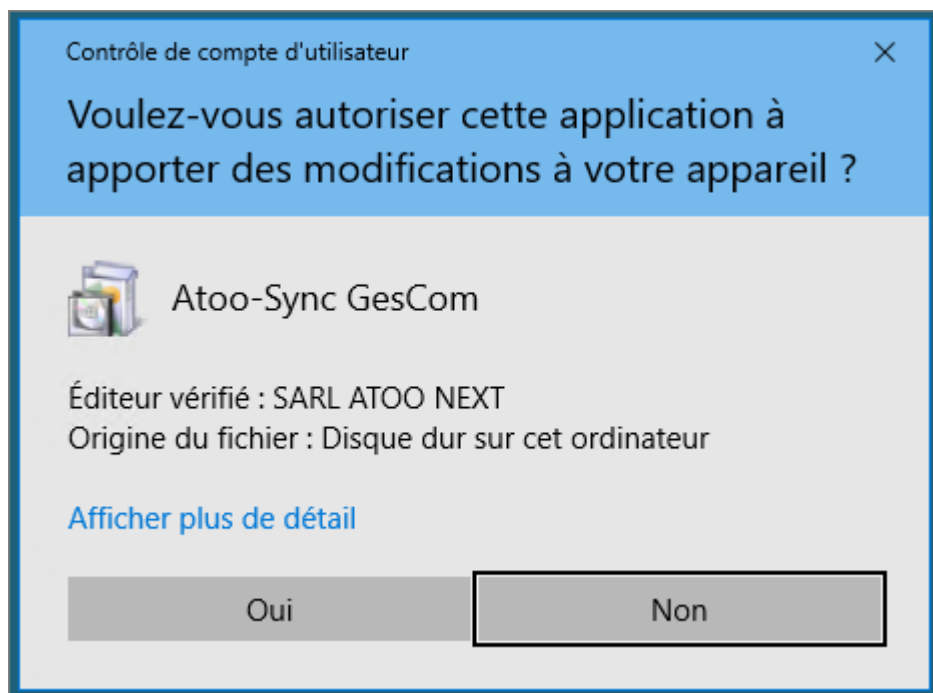 Contrôle de compte d'utilisateur
Voulez-vous autoriser cette application à
apporter des modifications à votre appareil ?
Atoo-Sync GesCom
Éditeur vérifié : SARL ATOO NEXT
Origine du fichier : Disque dur sur cet ordinateur
Afficher plus de détail
Oui Non